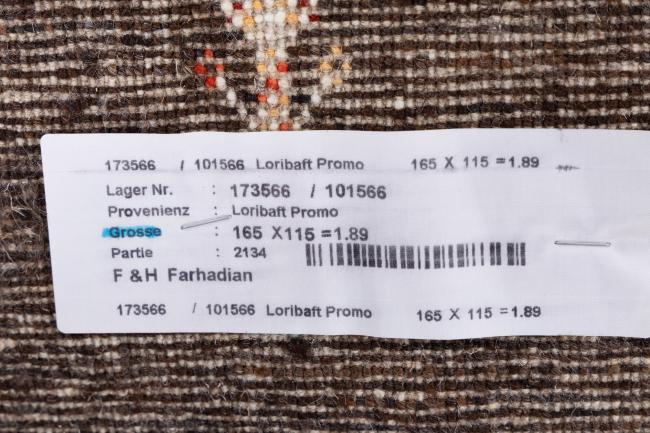 173566 / 101566 Loribaft Promo 165 X 115 = 1.89
Lager Nr. : 173566 / 101566
Provenienz : Loribaft Promo
Grosse : 165 X115 = 1.89
Partie : 2134
F & H Farhadian
173566 / 101566 Loribaft Promo 165 X 115 = 1.89